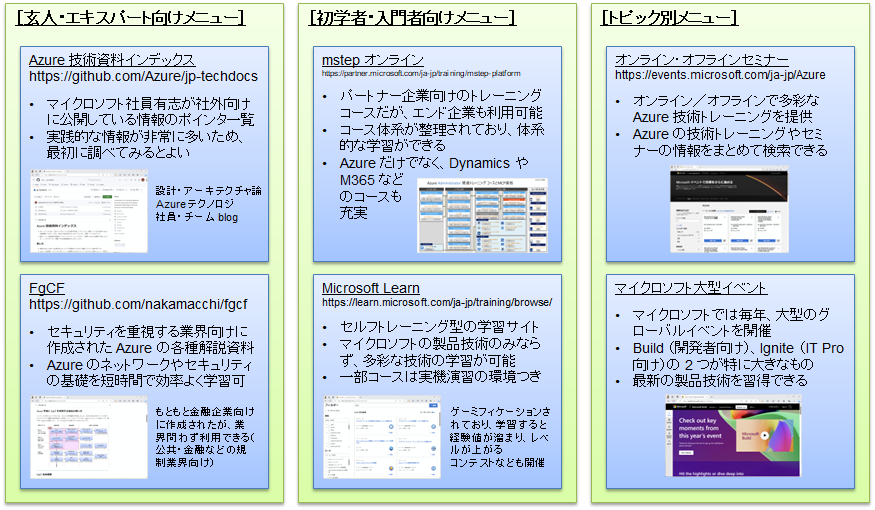 [玄人・エキスパート向けメニュー]
Azure 技術資料インデックス
https://github.com/Azure/jp-techdocs
• マイクロソフト社員有志が社外向け
に公開している情報のポインタ一覧
• 実践的な情報が非常に多いため、
最初に調べてみるとよい
設計・アーキテクチャ論
Azureテクノロジ
社員・チーム blog
FgCF
https://github.com/nakamacchi/fgcf
• セキュリティを重視する業界向けに
作成された Azure の各種解説資料
• Azure のネットワークやセキュリティ
の基礎を短時間で効率よく学習可
もともと金融企業向け
に作成されたが、業
界問わず利用できる(
公共・金融などの規
制業界向け)
[初学者・入門者向けメニュー]
mstep オンライン
https://partner.microsoft.com/ja-jp/training/mstep-platform
• パートナー企業向けのトレーニング
コースだが、エンド企業も利用可能
• コース体系が整理されており、体系
的な学習ができる
• Azure だけでなく、Dynamics や
M365 など
のコースも
充実
Microsoft Learn
https://learn.microsoft.com/ja-jp/training/browse/
• セルフトレーニング型の学習サイト
• マイクロソフトの製品技術のみなら
ず、多彩な技術の学習が可能
• 一部コースは実機演習の環境つき
ゲーミフィケーションさ
れており、学習すると
経験値が溜まり、レベ
ルが上がる
コンテストなども開催
[トピック別メニュー]
オンライン・オフラインセミナー
https://events.microsoft.com/ja-jp/Azure
• オンライン／オフラインで多彩な
Azure 技術トレーニングを提供
• Azure の技術トレーニングやセミ
ナーの情報をまとめて検索できる
マイクロソフト大型イベント
• マイクロソフトでは毎年、大型のグ
ローバルイベントを開催
• Build (開発者向け)、Ignite (IT Pro
向け)の 2 つが特に大きなもの
• 最新の製品技術を習得できる
Check out key
moments from
this year's event
Microsoft
Build
Hit the highlights or dive deep into